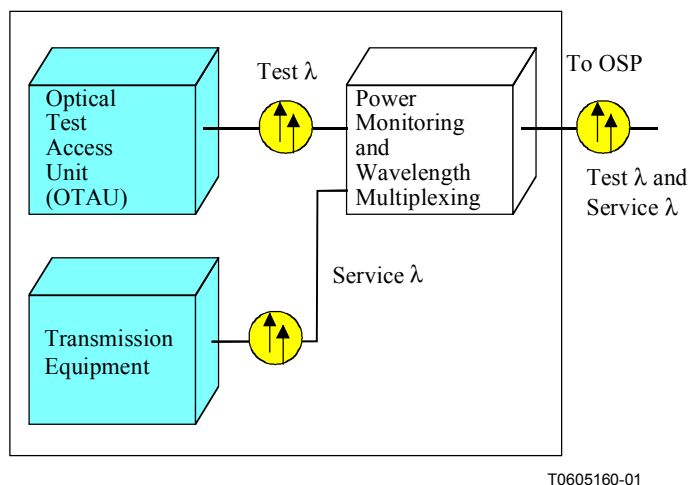 Optical
Test
Access
Unit
(OTAU)
Test λ
Power
Monitoring
and
Wavelength
Multiplexing
To OSP
Test λ and
Service λ
Service λ
Transmission
Equipment
T0605160-01